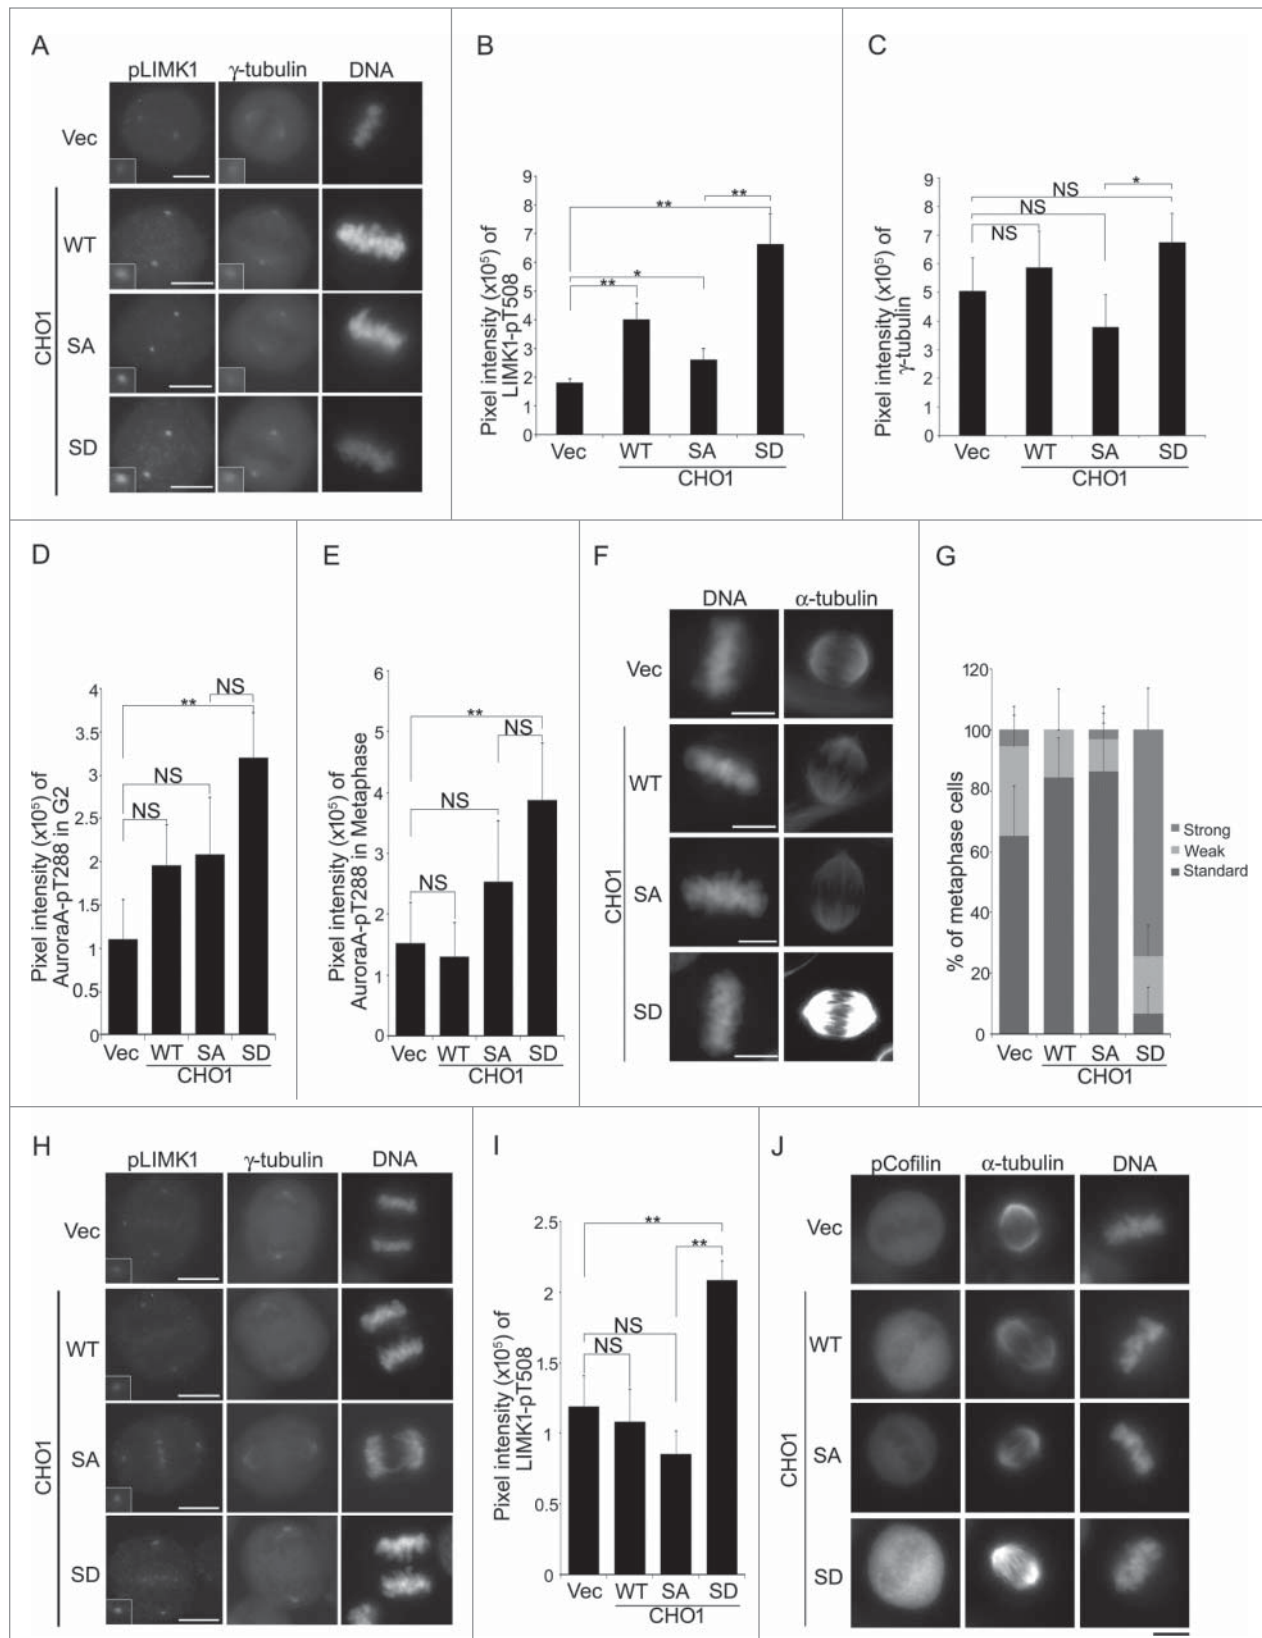 A
pLIMK1 γ-tubulin DNA
Vec
WT
SA
SD
CHO1
B
Pixel intensity (x10⁵) of
LIMK1-pT508
9
8
7
6
5
4
3
2
1
0
**
**
*
**
Vec WT SA SD
CHO1
C
Pixel intensity (x10⁵) of
γ-tubulin
9
8
7
6
5
4
3
2
1
0
*
NS
NS
NS
Vec WT SA SD
CHO1
D
Pixel intensity (x10⁵) of
AuroraA-pT288 in G2
4
3.5
3
2.5
2
1.5
1
0.5
0
NS
**
NS
NS
Vec WT SA SD
CHO1
E
Pixel intensity (x10⁵) of
AuroraA-pT288 in Metaphase
6
5
4
3
2
1
0
**
NS
NS
NS
Vec WT SA SD
CHO1
F
DNA α-tubulin
Vec
WT
SA
SD
CHO1
G
% of metaphase cells
120
100
80
60
40
20
0
Strong
Weak
Standard
Vec WT SA SD
CHO1
H
pLIMK1 γ-tubulin DNA
Vec
WT
SA
SD
CHO1
I
Pixel intensity (x10⁵) of
LIMK1-pT508
2.5
2
1.5
1
0.5
0
**
**
NS
NS
Vec WT SA SD
CHO1
J
pCofilin α-tubulin DNA
Vec
WT
SA
SD
CHO1